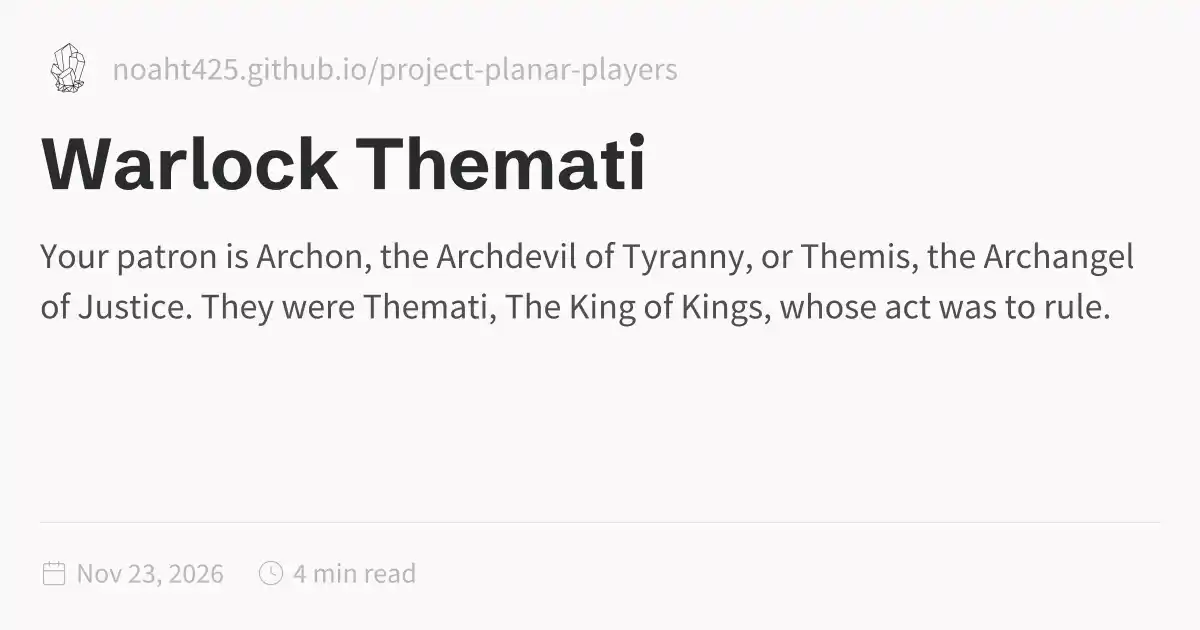 noaht425.github.io/project-planar-players
Warlock Themati
Your patron is Archon, the Archdevil of Tyranny, or Themis, the Archangel
of Justice. They were Themati, The King of Kings, whose act was to rule.
Nov 23, 2026 4 min read